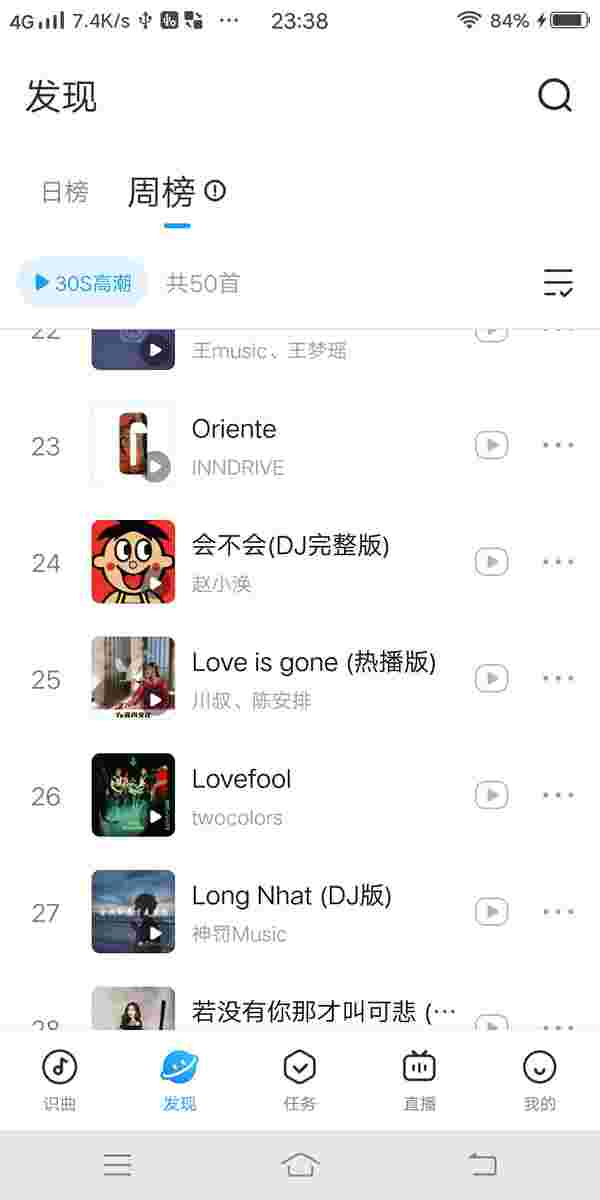 4G 7.4K/s ··· 23:38 84%
发现
日榜 周榜
30S高潮 共50首
22
王music、王梦瑶
23
Oriente
INNDRIVE
24
会不会(DJ完整版)
赵小涣
25
Love is gone (热播版)
川叔、陈安排
26
Lovefool
twocolors
27
Long Nhat (DJ版)
神罚Music
28
若没有你那才叫可悲 (···
识曲 发现 任务 直播 我的